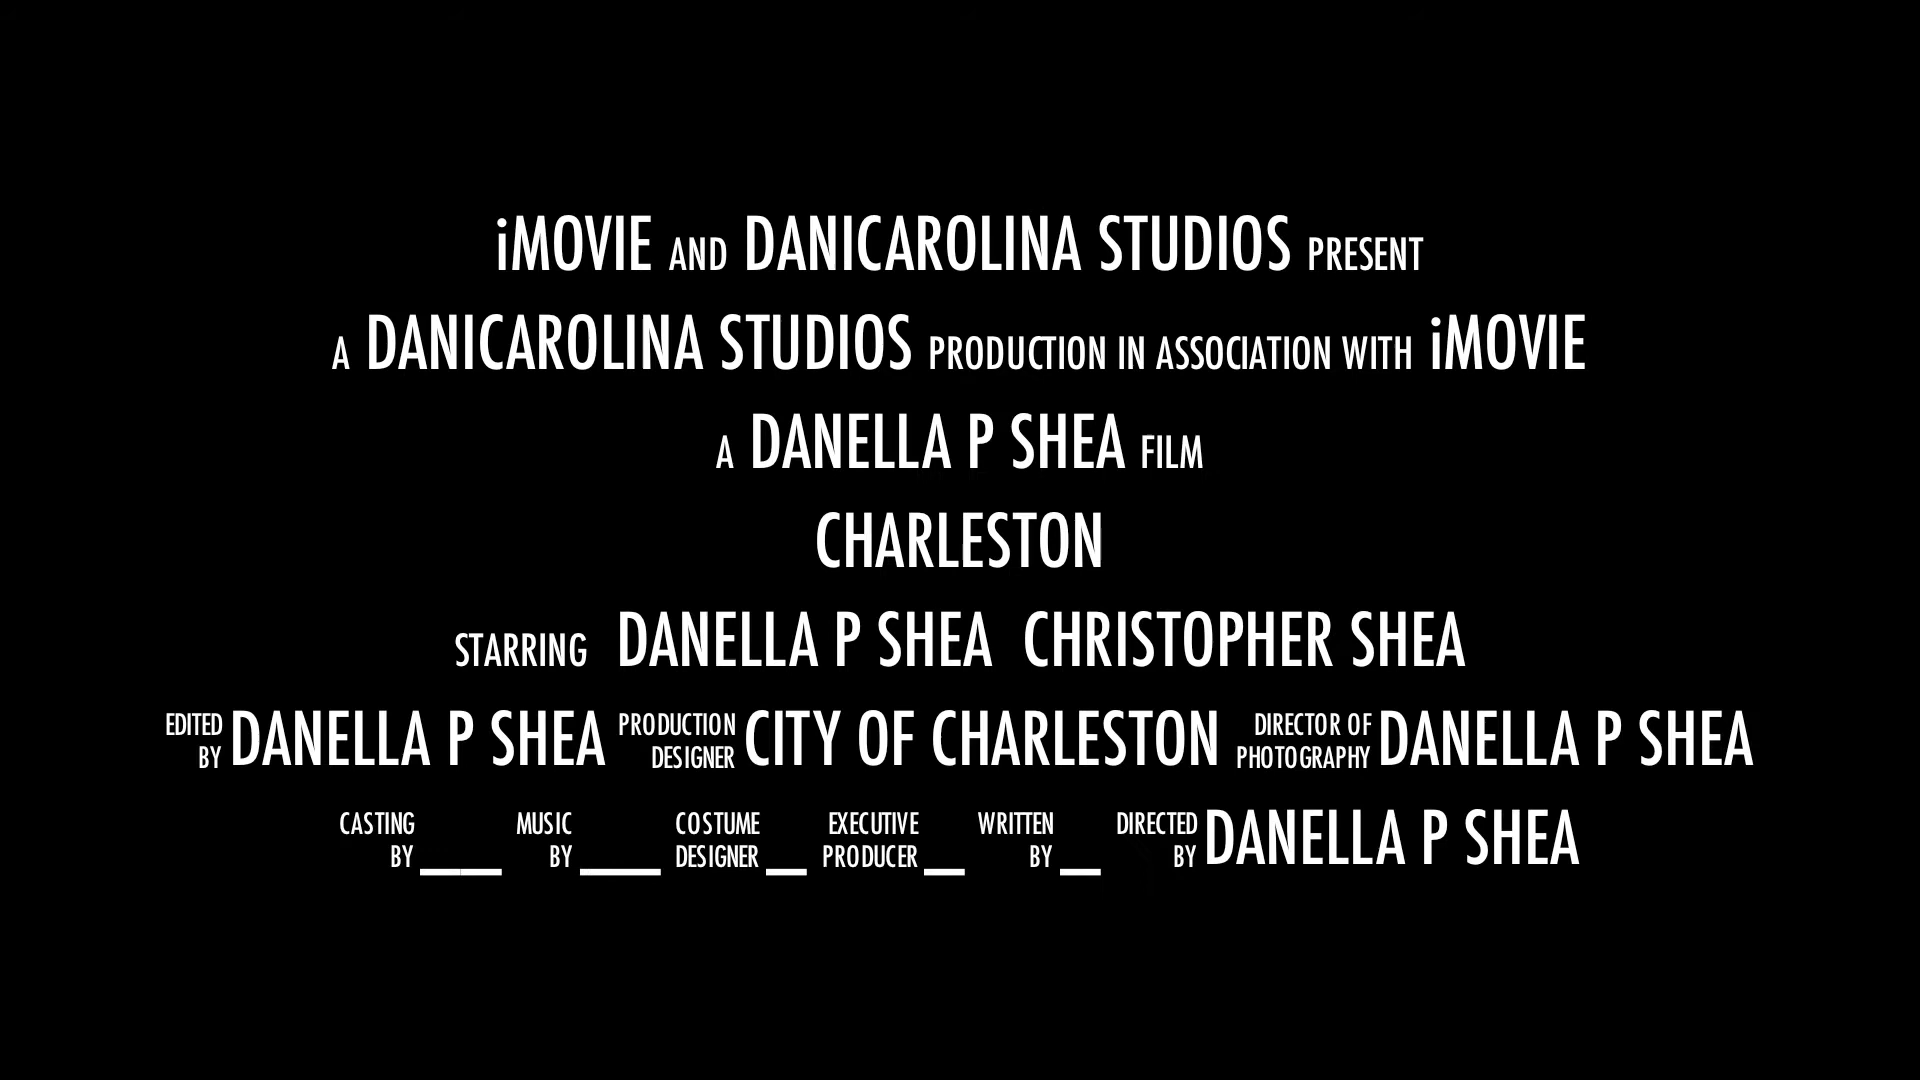 iMOVIE AND DANICAROLINA STUDIOS PRESENT
A DANICAROLINA STUDIOS PRODUCTION IN ASSOCIATION WITH iMOVIE
A DANELLA P SHEA FILM
CHARLESTON
STARRING DANELLA P SHEA CHRISTOPHER SHEA
EDITED BY DANELLA P SHEA PRODUCTION DESIGNER CITY OF CHARLESTON DIRECTOR OF PHOTOGRAPHY DANELLA P SHEA
CASTING BY __ MUSIC BY __ COSTUME DESIGNER _ EXECUTIVE PRODUCER _ WRITTEN BY _ DIRECTED BY DANELLA P SHEA